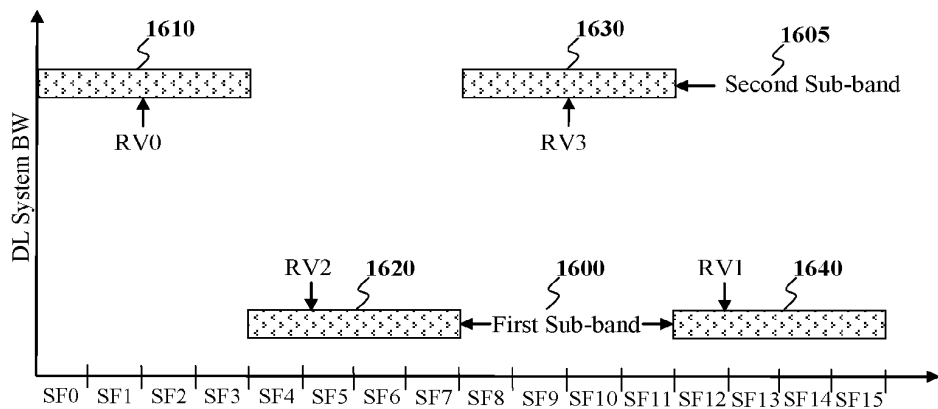 1610
1630
1605
Second Sub-band
RV0
RV3
DL System BW
RV2
1620
1600
RV1
1640
First Sub-band
SF0 SF1 SF2 SF3 SF4 SF5 SF6 SF7 SF8 SF9 SF10 SF11 SF12 SF13 SF14 SF15